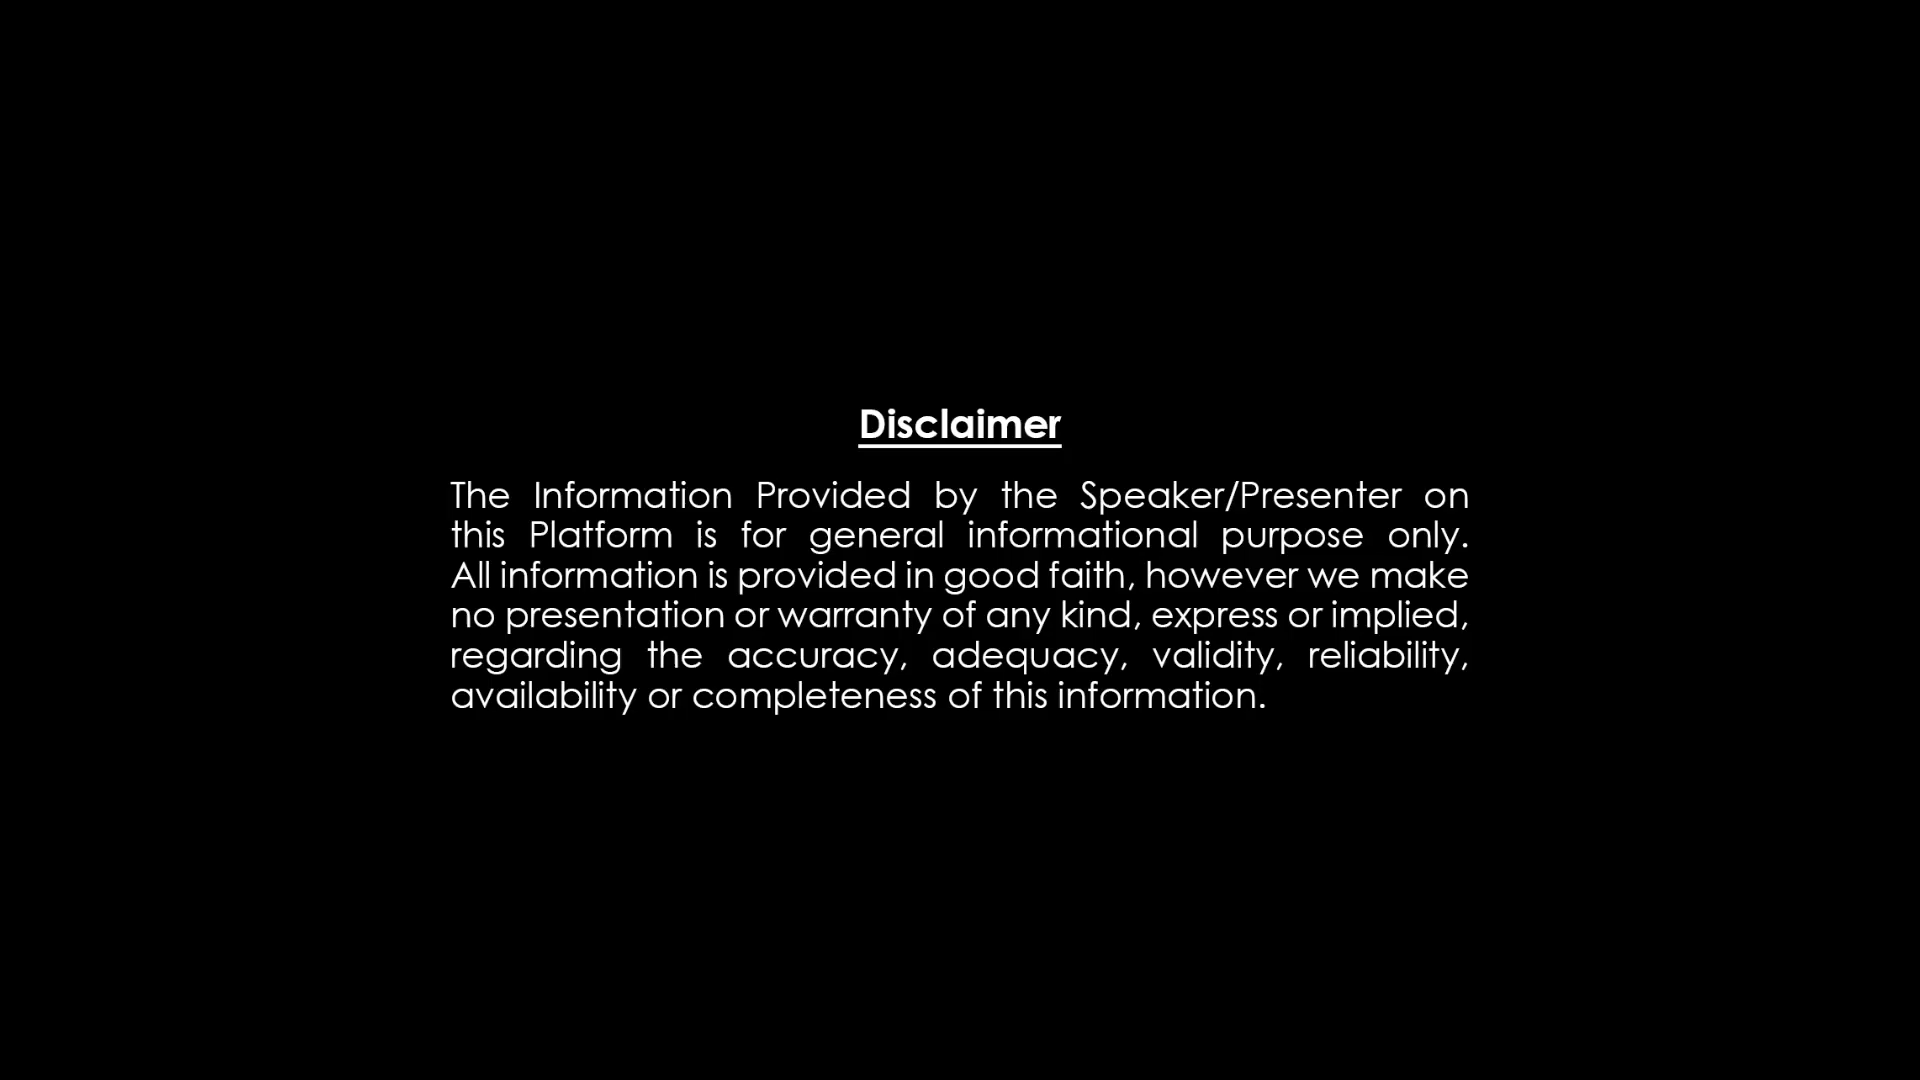 Disclaimer
The Information Provided by the Speaker/Presenter on
this Platform is for general informational purpose only.
All information is provided in good faith, however we make
no presentation or warranty of any kind, express or implied,
regarding the accuracy, adequacy, validity, reliability,
availability or completeness of this information.